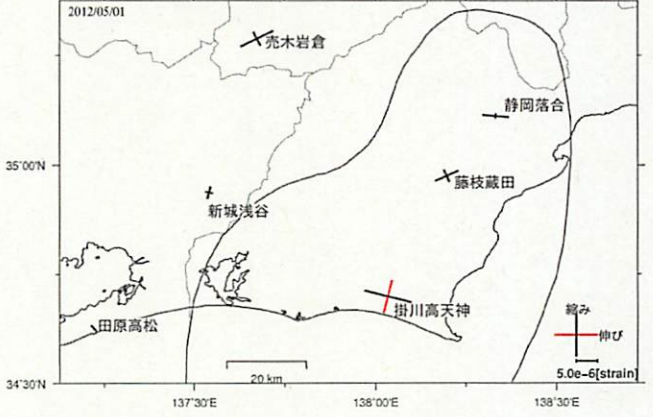 2012/05/01
売木岩倉
静岡落合
35°00'N
藤枝蔵田
新城浅谷
掛川高天神
縮み
伸び
田原高松
5.0e-6[strain]
20 km
34°30'N
137°30'E
138°00'E
138°30'E